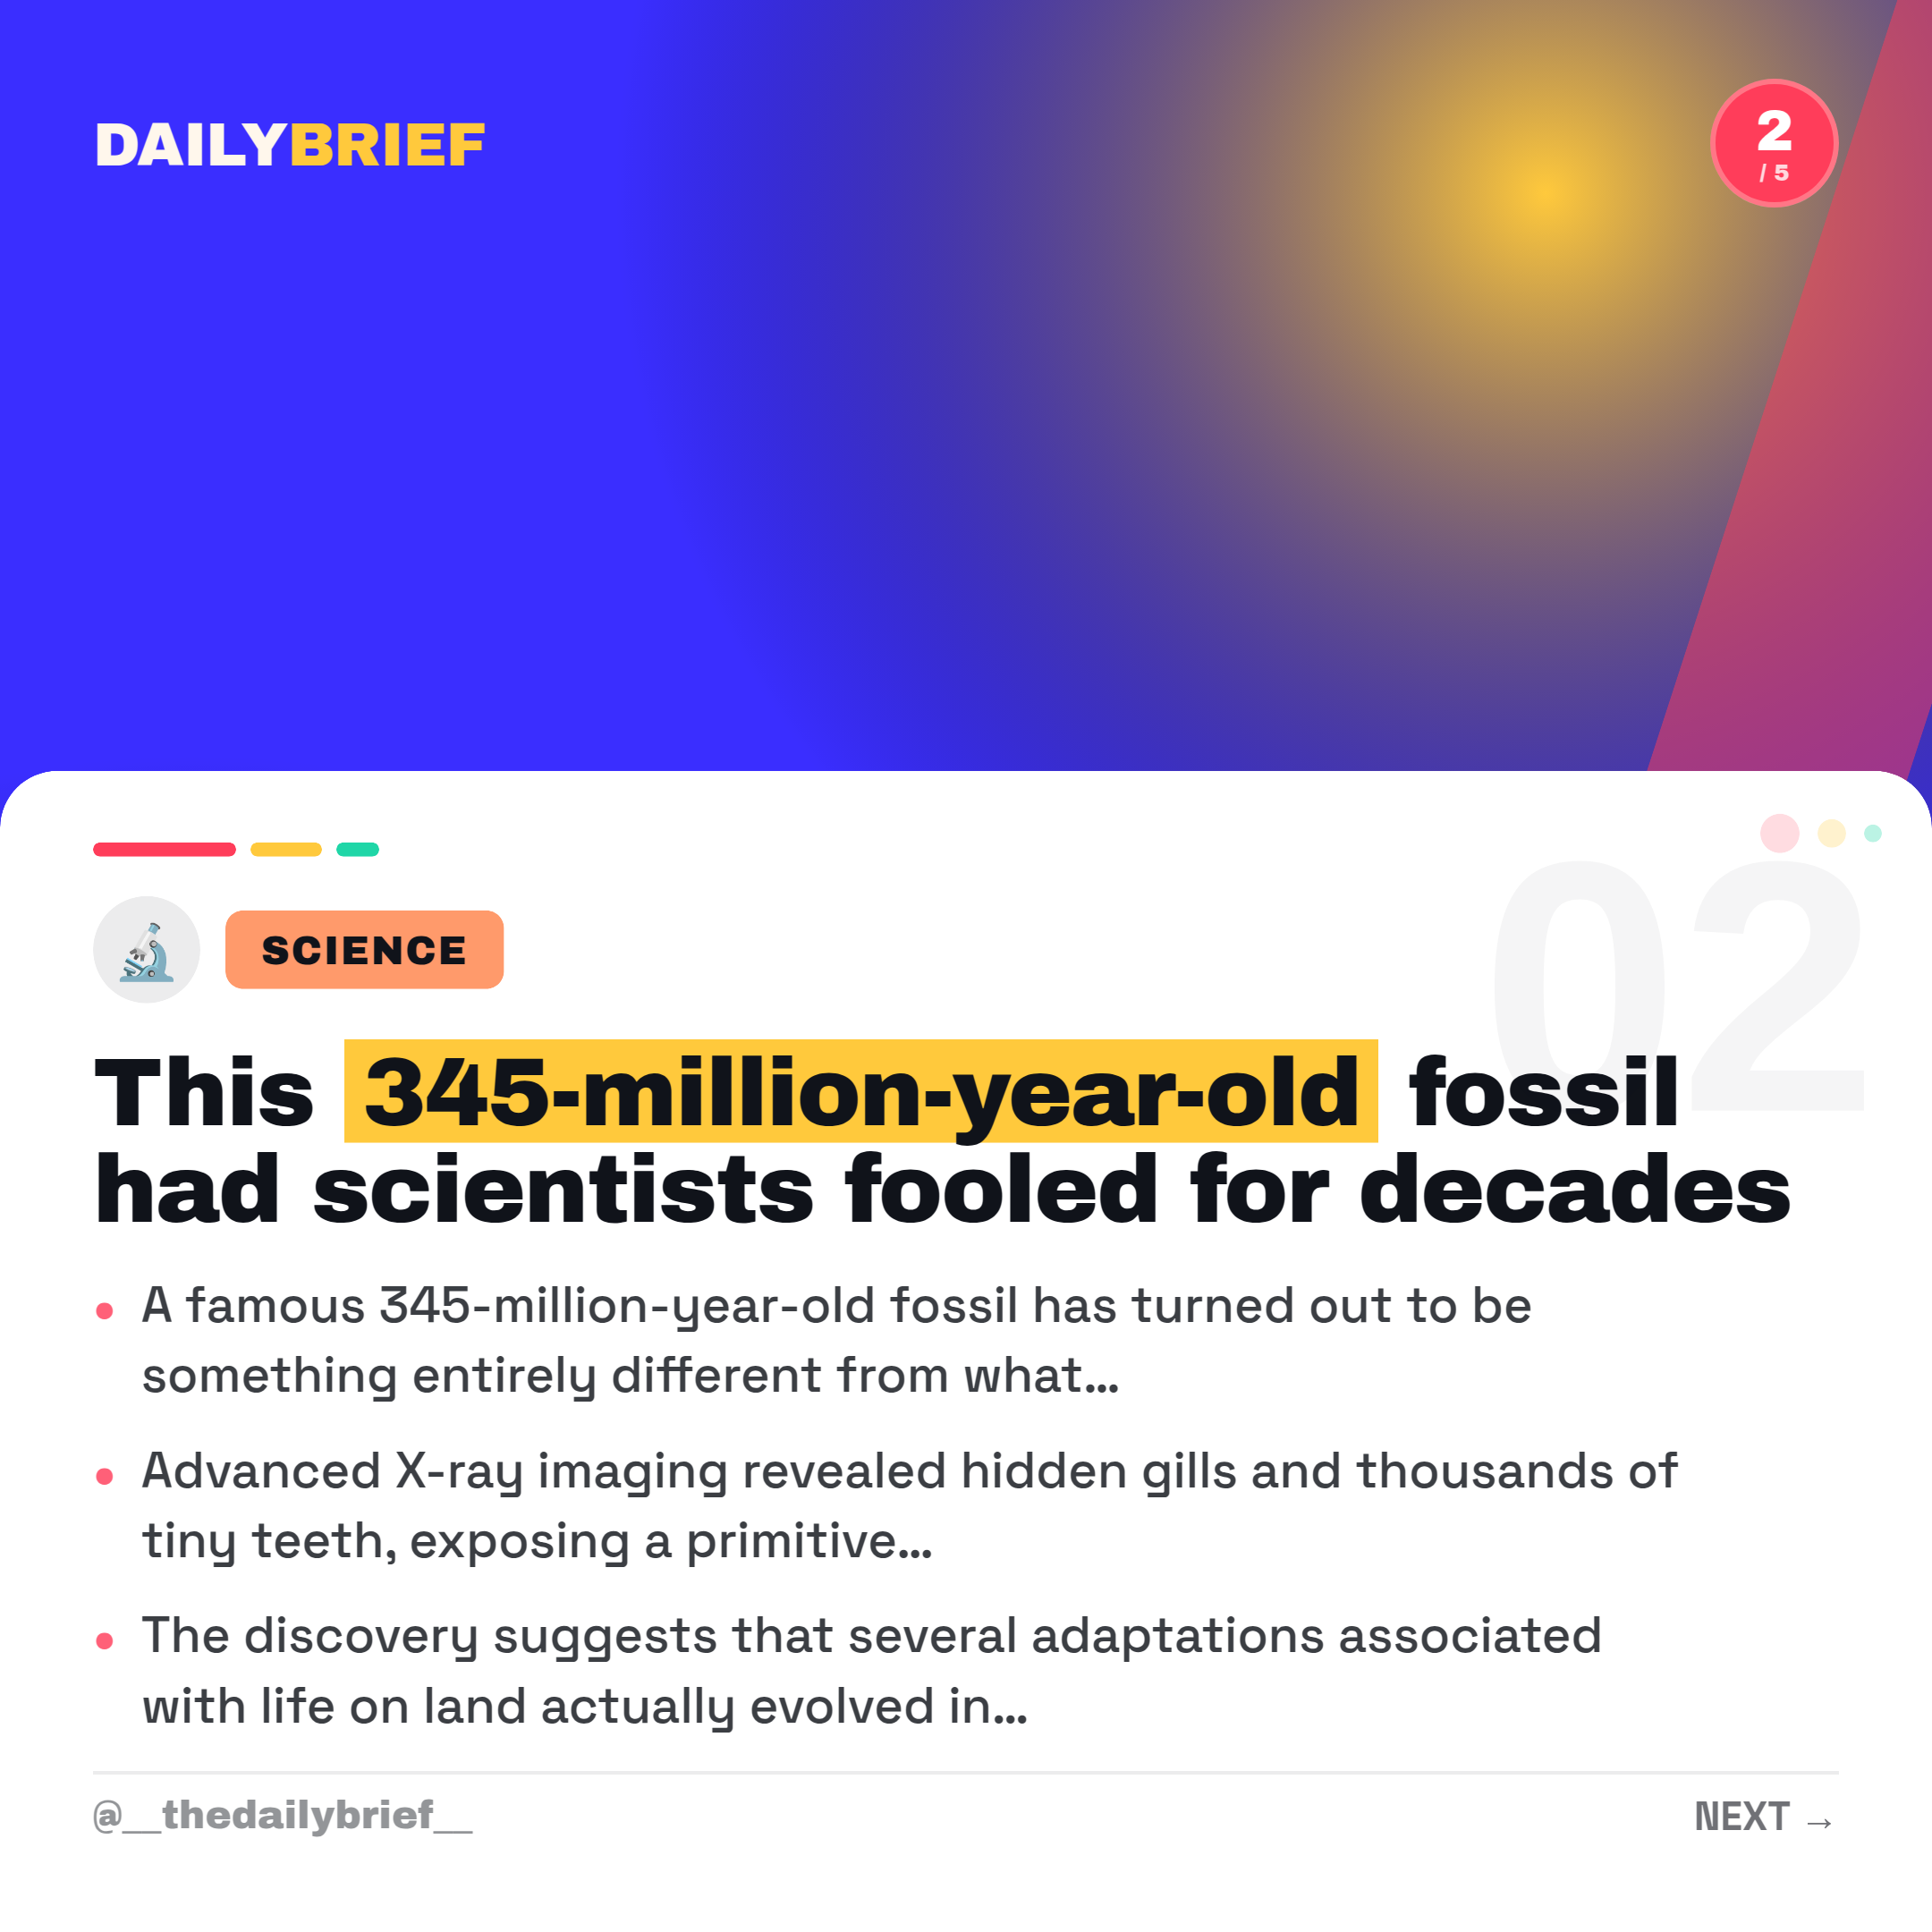 DAILYBRIEF
2
/ 5
SCIENCE
02
This 345-million-year-old fossil
had scientists fooled for decades
• A famous 345-million-year-old fossil has turned out to be
something entirely different from what...
• Advanced X-ray imaging revealed hidden gills and thousands of
tiny teeth, exposing a primitive...
• The discovery suggests that several adaptations associated
with life on land actually evolved in...
@__thedailybrief__
NEXT →